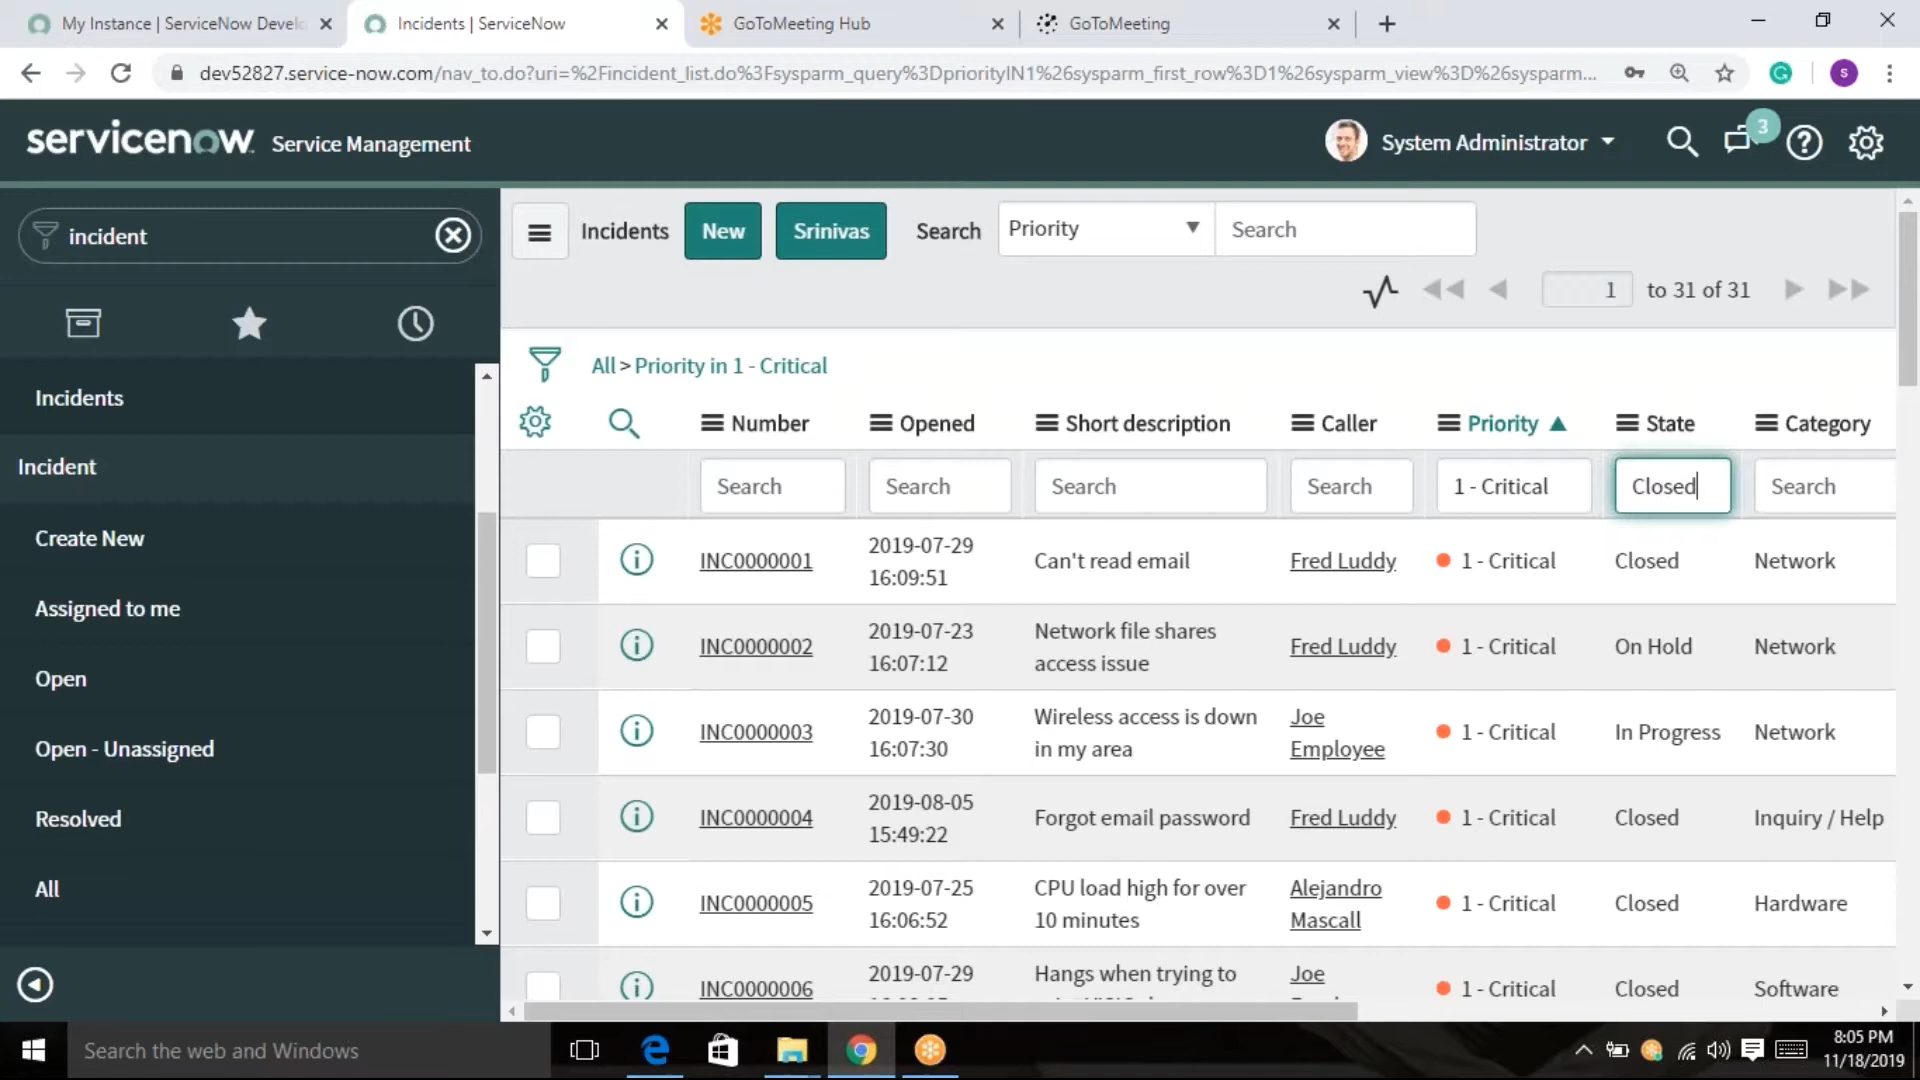 My Instance | ServiceNow Develo
Incidents | ServiceNow
GoToMeeting Hub
GoToMeeting
dev52827.service-now.com/nav_to.do?uri=%2Fincident_list.do%3Fsysparm_query%3DpriorityIN1%26sysparm_first_row%3D1%26sysparm_view%3D%26sysparm...
s
servicenow Service Management
System Administrator
3
incident
Incidents
Incident
Create New
Assigned to me
Open
Open - Unassigned
Resolved
All
Incidents New Srinivas Search Priority Search
1 to 31 of 31
All > Priority in 1 - Critical
Number Opened Short description Caller Priority State Category
Search Search Search Search 1 - Critical Closed Search
INC0000001 2019-07-29 16:09:51 Can't read email Fred Luddy 1 - Critical Closed Network
INC0000002 2019-07-23 16:07:12 Network file shares access issue Fred Luddy 1 - Critical On Hold Network
INC0000003 2019-07-30 16:07:30 Wireless access is down in my area Joe Employee 1 - Critical In Progress Network
INC0000004 2019-08-05 15:49:22 Forgot email password Fred Luddy 1 - Critical Closed Inquiry / Help
INC0000005 2019-07-25 16:06:52 CPU load high for over 10 minutes Alejandro Mascall 1 - Critical Closed Hardware
INC0000006 2019-07-29 Hangs when trying to Joe 1 - Critical Closed Software
Search the web and Windows
8:05 PM
11/18/2019